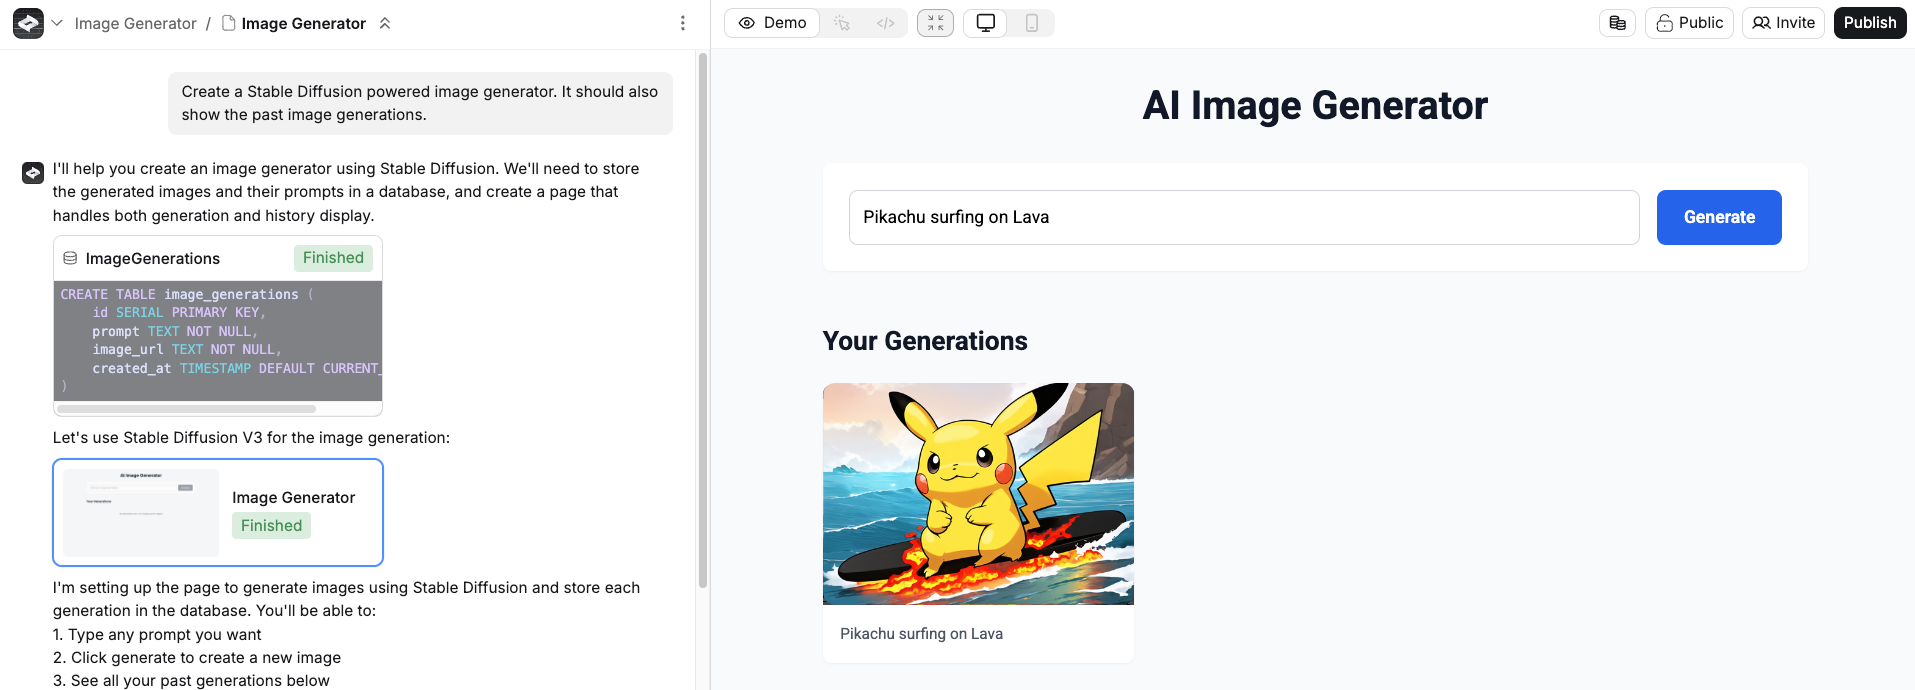 Image Generator / Image Generator
Create a Stable Diffusion powered image generator. It should also
show the past image generations.
I'll help you create an image generator using Stable Diffusion. We'll need to store
the generated images and their prompts in a database, and create a page that
handles both generation and history display.
ImageGenerations Finished
CREATE TABLE image_generations (
id SERIAL PRIMARY KEY,
prompt TEXT NOT NULL,
image_url TEXT NOT NULL,
created_at TIMESTAMP DEFAULT CURRENT_
)
Let's use Stable Diffusion V3 for the image generation:
AI Image Generator
Your Generations
Image Generator
Finished
I'm setting up the page to generate images using Stable Diffusion and store each
generation in the database. You'll be able to:
1. Type any prompt you want
2. Click generate to create a new image
3. See all your past generations below
Demo
Public
Invite
Publish
AI Image Generator
Pikachu surfing on Lava
Generate
Your Generations
Pikachu surfing on Lava